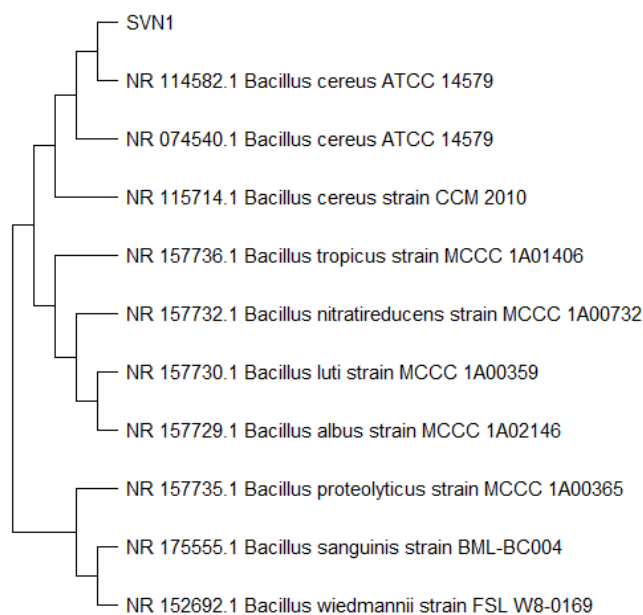 SVN1
NR 114582.1 Bacillus cereus ATCC 14579
NR 074540.1 Bacillus cereus ATCC 14579
NR 115714.1 Bacillus cereus strain CCM 2010
NR 157736.1 Bacillus tropicus strain MCCC 1A01406
NR 157732.1 Bacillus nitratireducens strain MCCC 1A00732
NR 157730.1 Bacillus luti strain MCCC 1A00359
NR 157729.1 Bacillus albus strain MCCC 1A02146
NR 157735.1 Bacillus proteolyticus strain MCCC 1A00365
NR 175555.1 Bacillus sanguinis strain BML-BC004
NR 152692.1 Bacillus wiedmannii strain FSL W8-0169